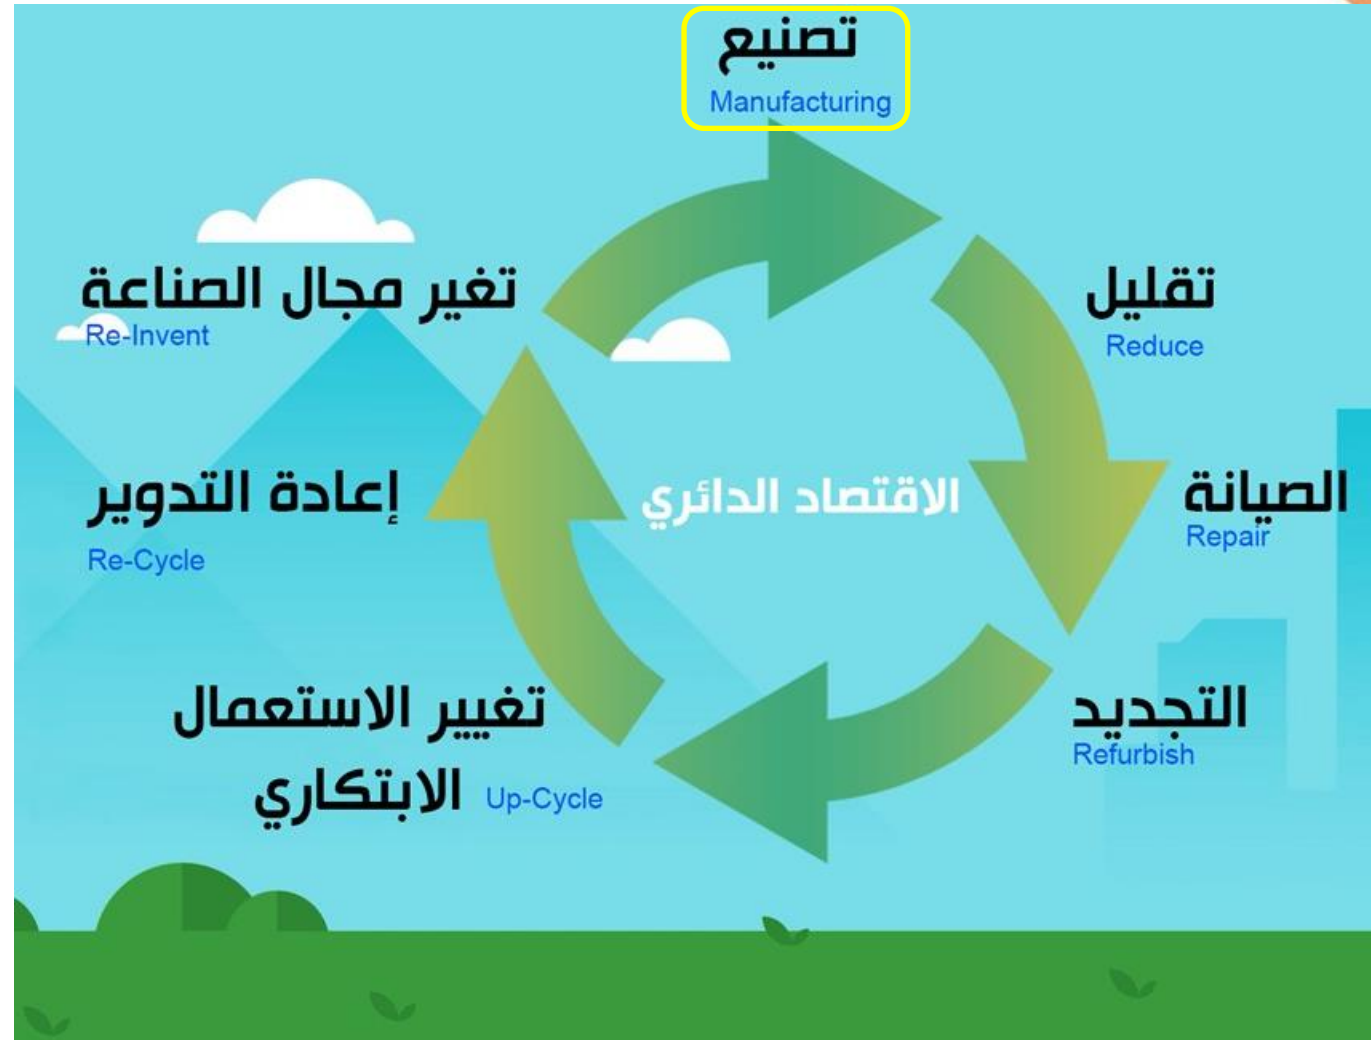 تصنيع
Manufacturing
تقليل
Reduce
الصيانة
Repair
التجديد
Refurbish
تغيير الاستعمال
الابتكاري Up-Cycle
إعادة التدوير
Re-Cycle
تغير مجال الصناعة
Re-Invent
الاقتصاد الدائري